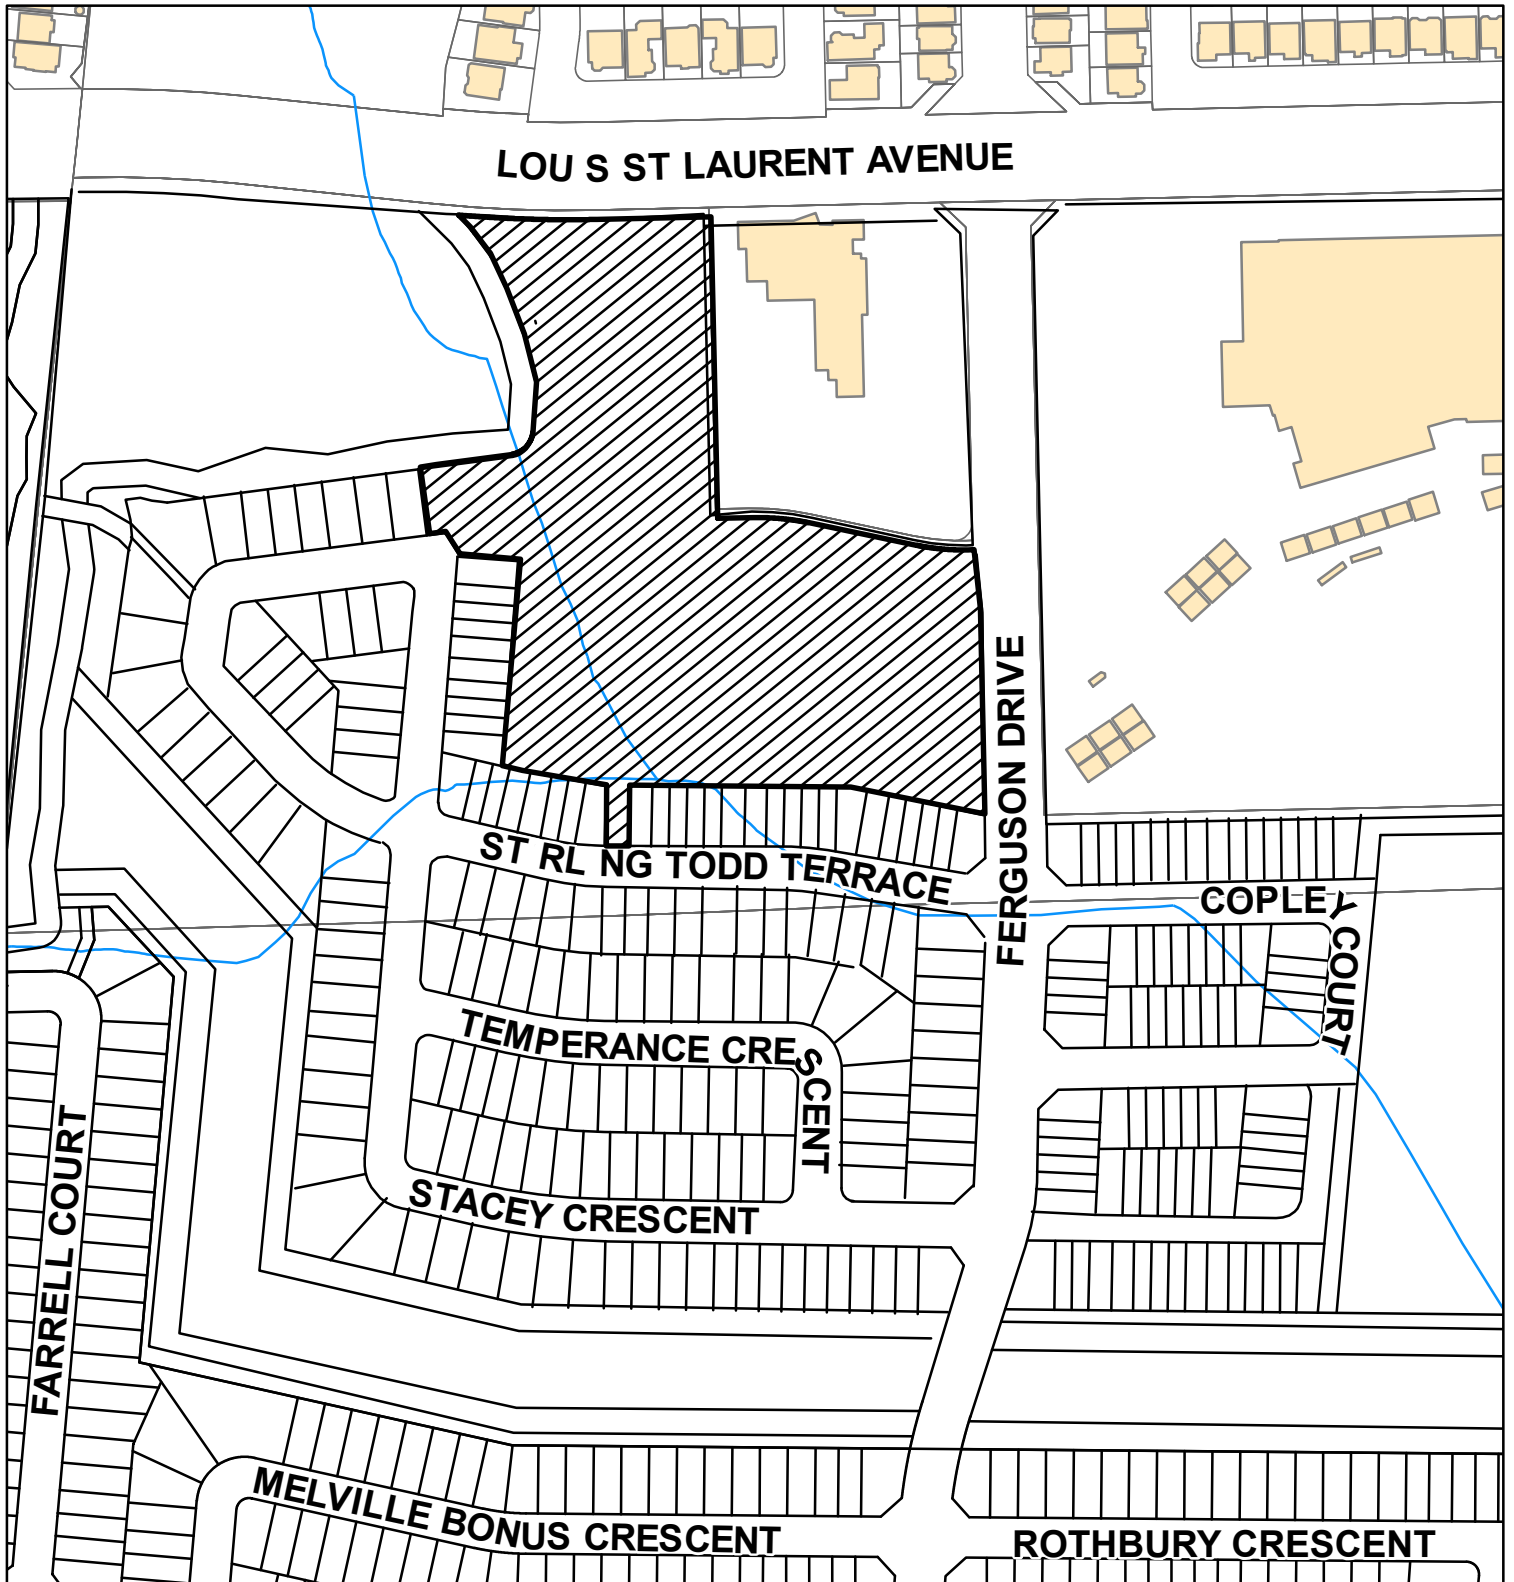 LOU S ST LAURENT AVENUE
FERGUSON DRIVE
ST RL NG TODD TERRACE
COPLEY COURT
TEMPERANCE CRESCENT
STACEY CRESCENT
FARRELL COURT
MELVILLE BONUS CRESCENT
ROTHBURY CRESCENT